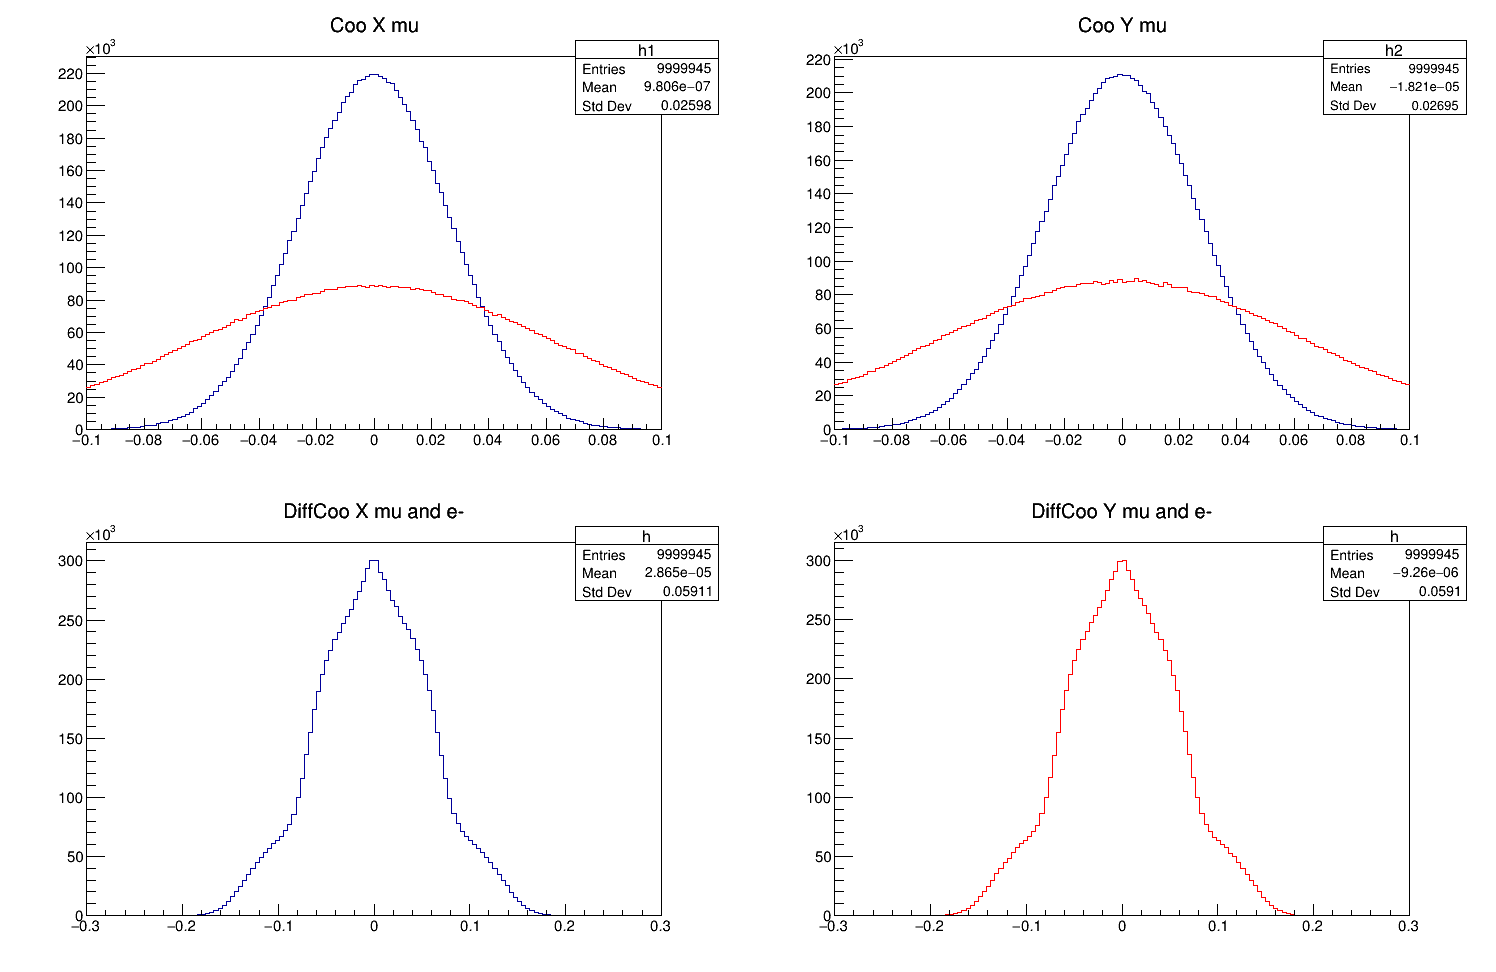 Coo X mu
×10³
h1
Entries 9999945
Mean 9.806e−07
Std Dev 0.02598
220
200
180
160
140
120
100
80
60
40
20
0
−0.1 −0.08 −0.06 −0.04 −0.02 0 0.02 0.04 0.06 0.08 0.1
Coo Y mu
×10³
h2
Entries 9999945
Mean −1.821e−05
Std Dev 0.02695
220
200
180
160
140
120
100
80
60
40
20
0
−0.1 −0.08 −0.06 −0.04 −0.02 0 0.02 0.04 0.06 0.08 0.1
DiffCoo X mu and e-
×10³
h
Entries 9999945
Mean 2.865e−05
Std Dev 0.05911
300
250
200
150
100
50
0
−0.3 −0.2 −0.1 0 0.1 0.2 0.3
DiffCoo Y mu and e-
×10³
h
Entries 9999945
Mean −9.26e−06
Std Dev 0.0591
300
250
200
150
100
50
0
−0.3 −0.2 −0.1 0 0.1 0.2 0.3